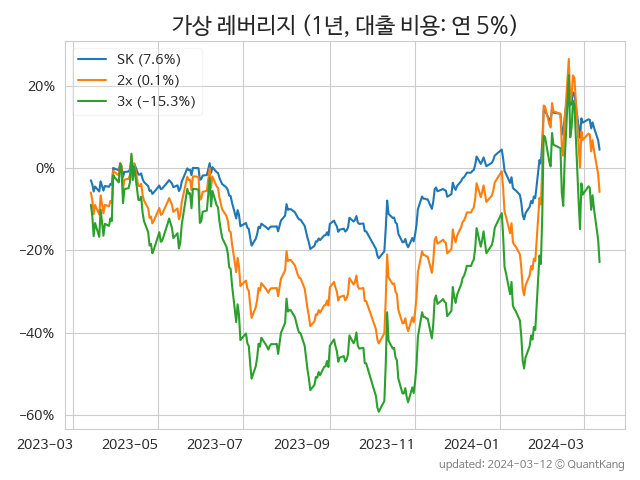 가상 레버리지 (1년, 대출 비용: 연 5%)
SK (7.6%)
2x (0.1%)
3x (−15.3%)
20%
0%
−20%
−40%
−60%
2023-03 2023-05 2023-07 2023-09 2023-11 2024-01 2024-03
updated: 2024-03-12 © QuantKang